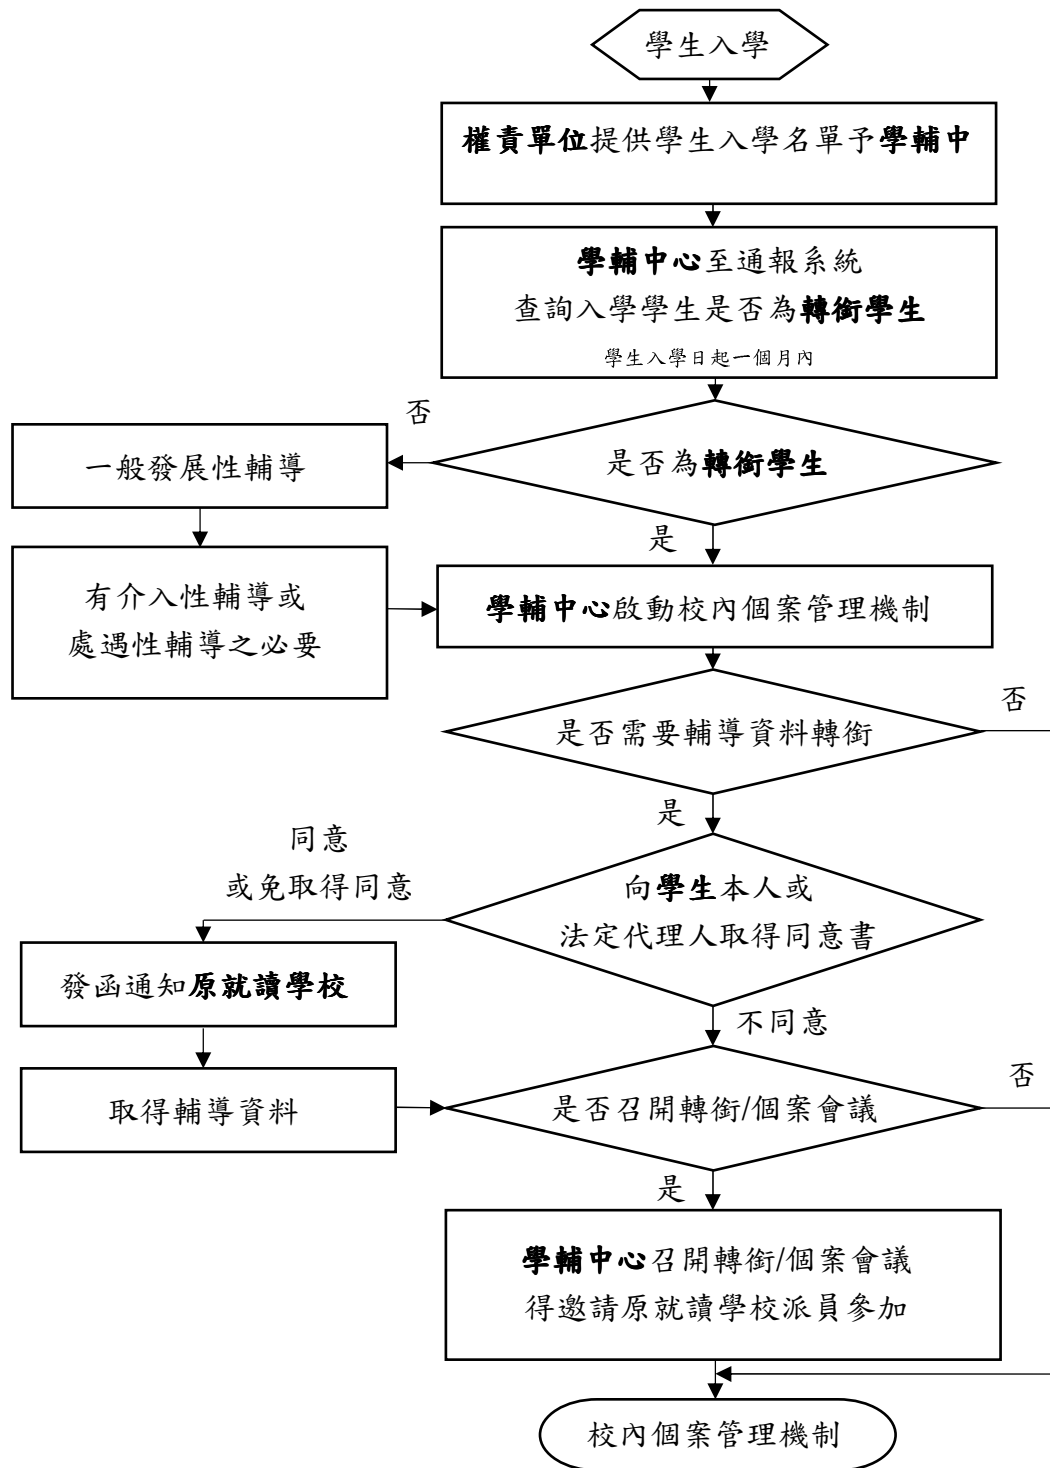 學生入學
權責單位提供學生入學名單予學輔中
學輔中心至通報系統
查詢入學學生是否為轉銜學生
學生入學日起一個月內
否
一般發展性輔導
是否為轉銜學生
是
有介入性輔導或
處遇性輔導之必要
學輔中心啟動校內個案管理機制
否
是否需要輔導資料轉銜
是
同意
或免取得同意
向學生本人或
法定代理人取得同意書
發函通知原就讀學校
不同意
否
取得輔導資料
是否召開轉銜/個案會議
是
學輔中心召開轉銜/個案會議
得邀請原就讀學校派員參加
校內個案管理機制